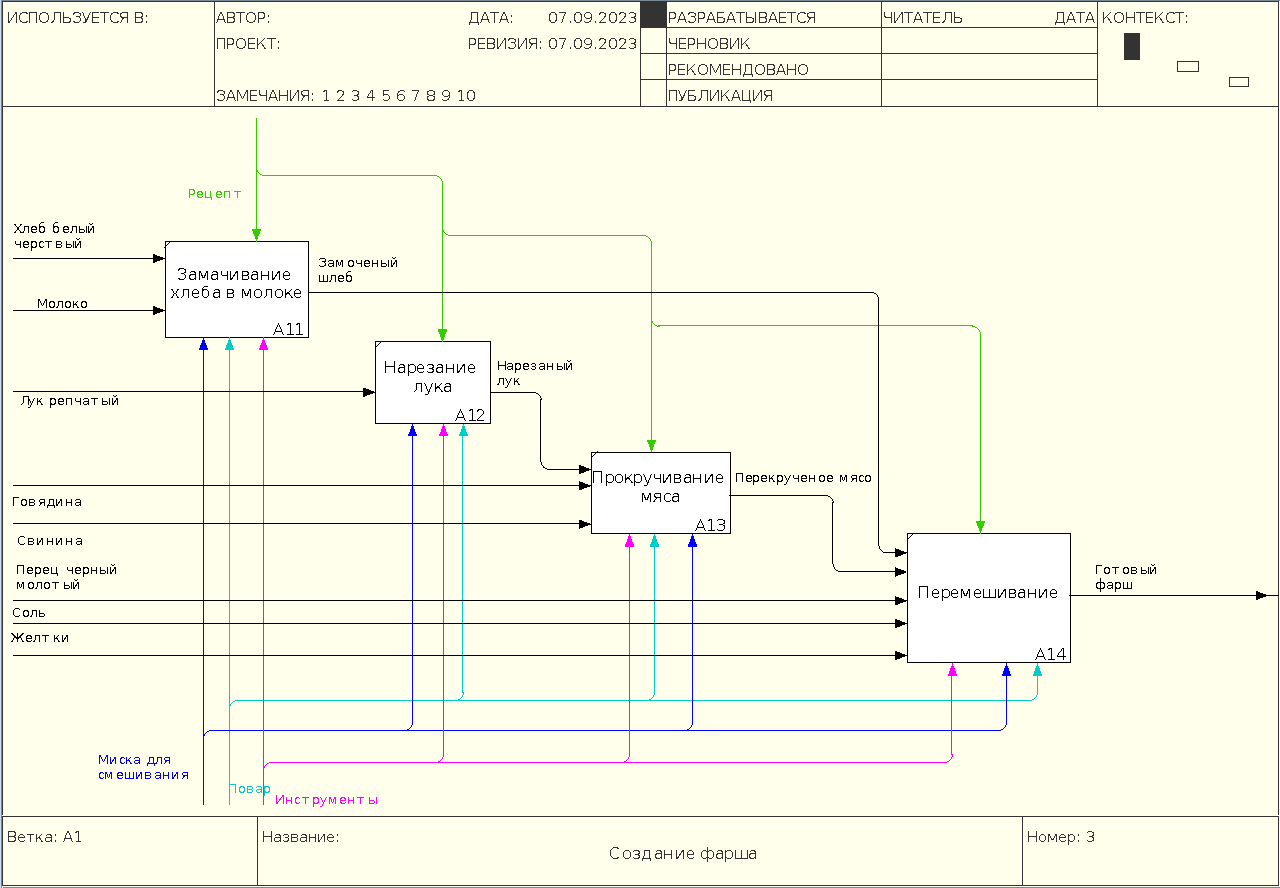 ИСПОЛЬЗУЕТСЯ В:
АВТОР:
ДАТА: 07.09.2023
ПРОЕКТ:
РЕВИЗИЯ: 07.09.2023
ЗАМЕЧАНИЯ: 1 2 3 4 5 6 7 8 9 10
РАЗРАБАТЫВАЕТСЯ
ЧЕРНОВИК
РЕКОМЕНДОВАНО
ПУБЛИКАЦИЯ
ЧИТАТЕЛЬ
ДАТА
КОНТЕКСТ:
Рецепт
Хлеб белый
черствый
Молоко
Замачивание
хлеба в молоке
A11
Замоченый
шлеб
Лук репчатый
Нарезание
лука
A12
Нарезаный
лук
Говядина
Свинина
Прокручивание
мяса
A13
Перекрученое мясо
Перец черный
молотый
Соль
Желтки
Перемешивание
A14
Готовый
фарш
Миска для
смешивания
Повар
Инструменты
Ветка: A1
Название:
Создание фарша
Номер: 3